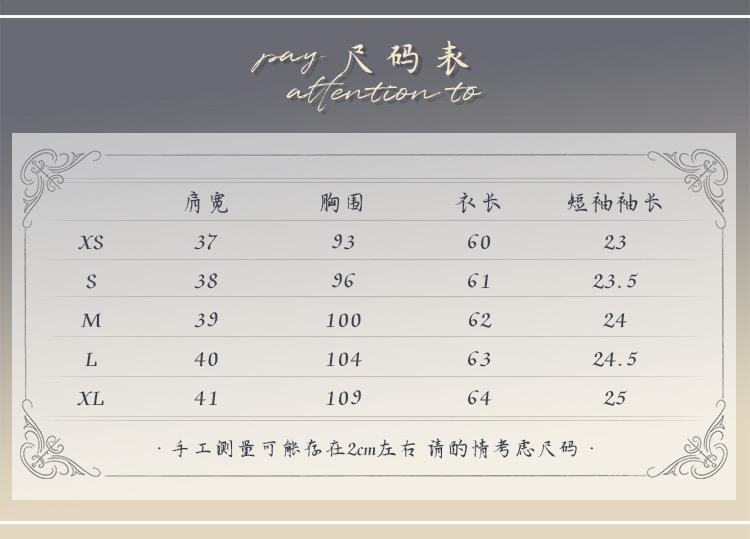 pay 尺码表
attention to
肩宽 胸围 衣长 短袖袖长
XS 37 93 60 23
S 38 96 61 23.5
M 39 100 62 24
L 40 104 63 24.5
XL 41 109 64 25
·手工测量可能存在2cm左右 请酌情考虑尺码·